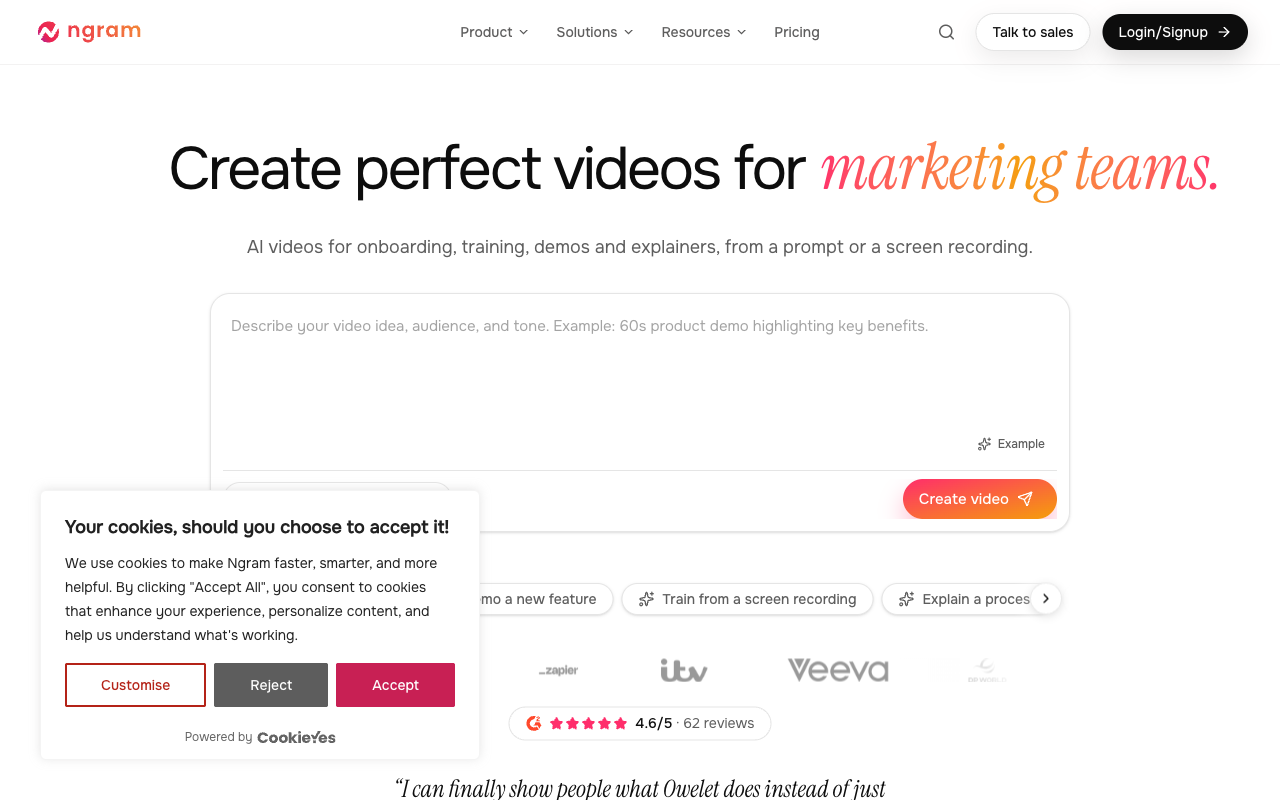 ngram
Product
Solutions
Resources
Pricing
Talk to sales
Login/Signup
Create perfect videos for marketing teams.
AI videos for onboarding, training, demos and explainers, from a prompt or a screen recording.
Describe your video idea, audience, and tone. Example: 60s product demo highlighting key benefits.
Example
Create video
a new feature
Train from a screen recording
Explain a proces
zapier
itv
Veeva
DP WORLD
4.6/5 · 62 reviews
“I can finally show people what Owelet does instead of just
Your cookies, should you choose to accept it!
We use cookies to make Ngram faster, smarter, and more
helpful. By clicking "Accept All", you consent to cookies
that enhance your experience, personalize content, and
help us understand what's working.
Customise
Reject
Accept
Powered by CookieYes